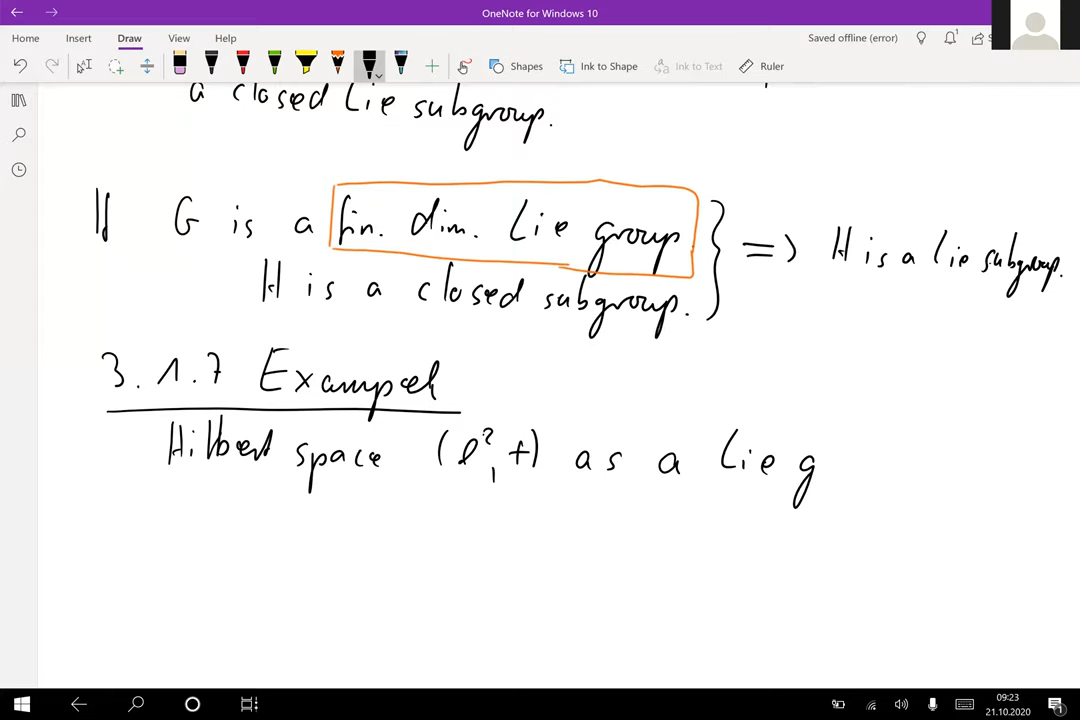 OneNote for Windows 10
Home Insert Draw View Help Saved offline (error)
Shapes Ink to Shape Ink to Text Ruler
a closed Lie subgroup.
If G is a fin. dim. Lie group
H is a closed subgroup. } => H is a Lie subgroup.
3.1.7 Exampel
Hilbert space (ℓ², +) as a Lie g
09:23
21.10.2020